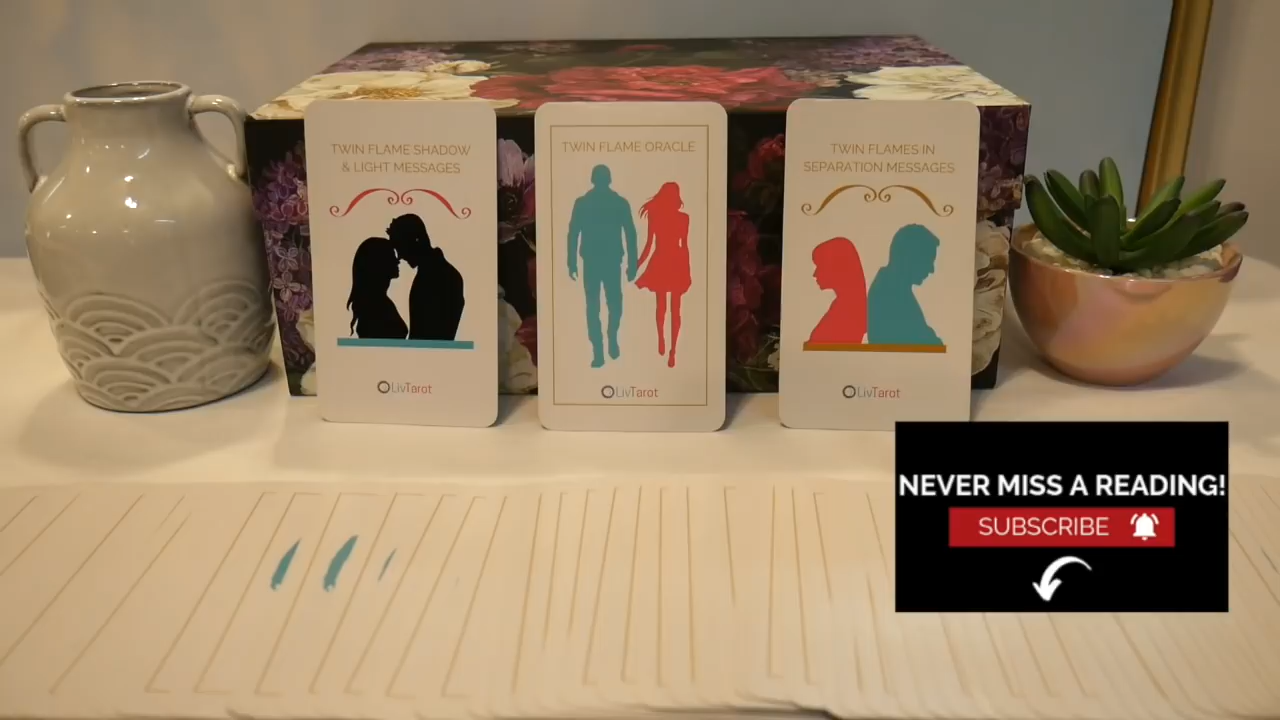 TWIN FLAME SHADOW
& LIGHT MESSAGES
LivTarot
TWIN FLAME ORACLE
LivTarot
TWIN FLAMES IN
SEPARATION MESSAGES
LivTarot
NEVER MISS A READING!
SUBSCRIBE